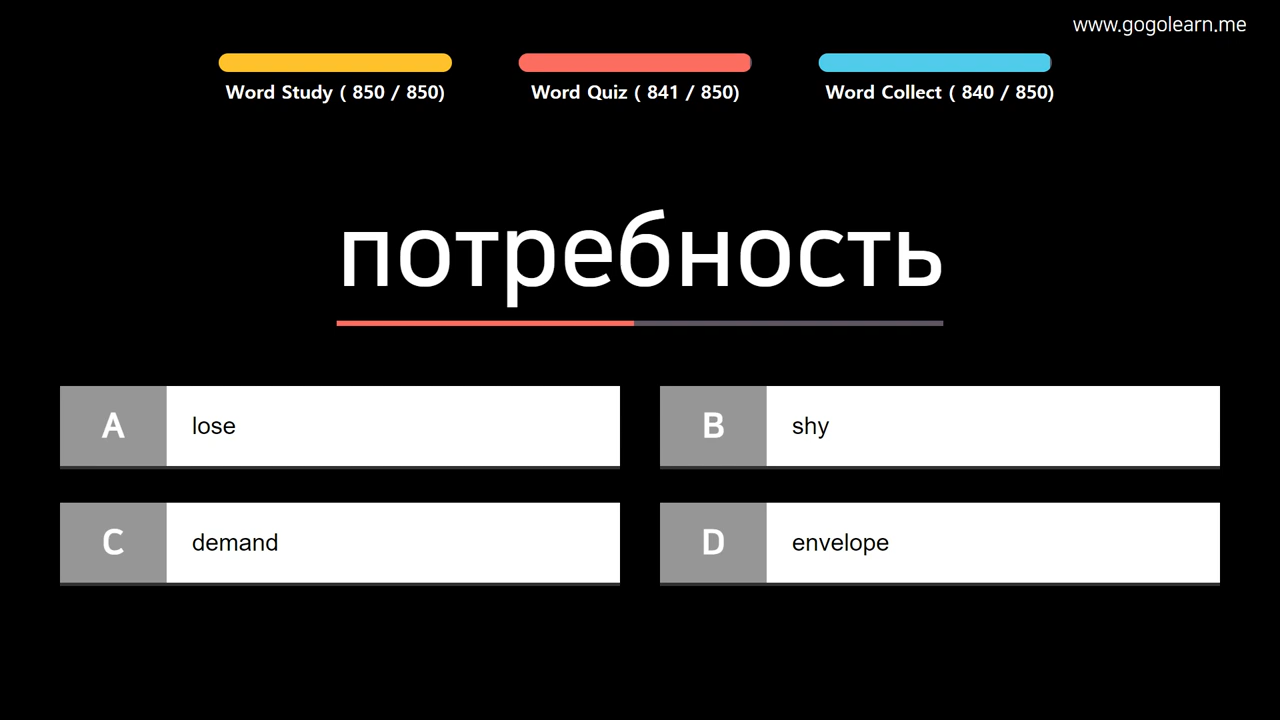 www.gogolearn.me
Word Study ( 850 / 850)
Word Quiz ( 841 / 850)
Word Collect ( 840 / 850)
потребность
A lose
B shy
C demand
D envelope